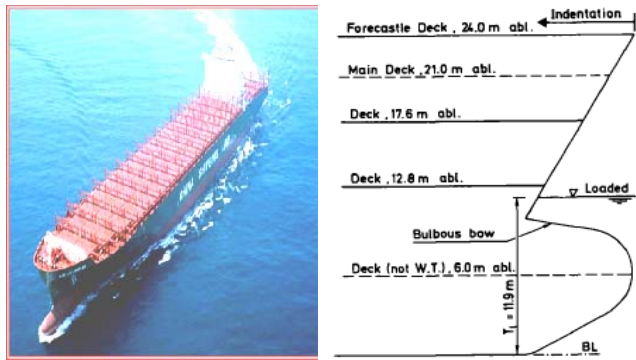 Indentation
Forecastle Deck , 24.0 m abl.
Main Deck , 21.0 m abl.
Deck , 17.6 m abl.
Deck , 12.8 m abl.
Loaded
Bulbous bow
Deck (not W.T.) , 6.0 m abl.
T₁ = 11.9 m
BL